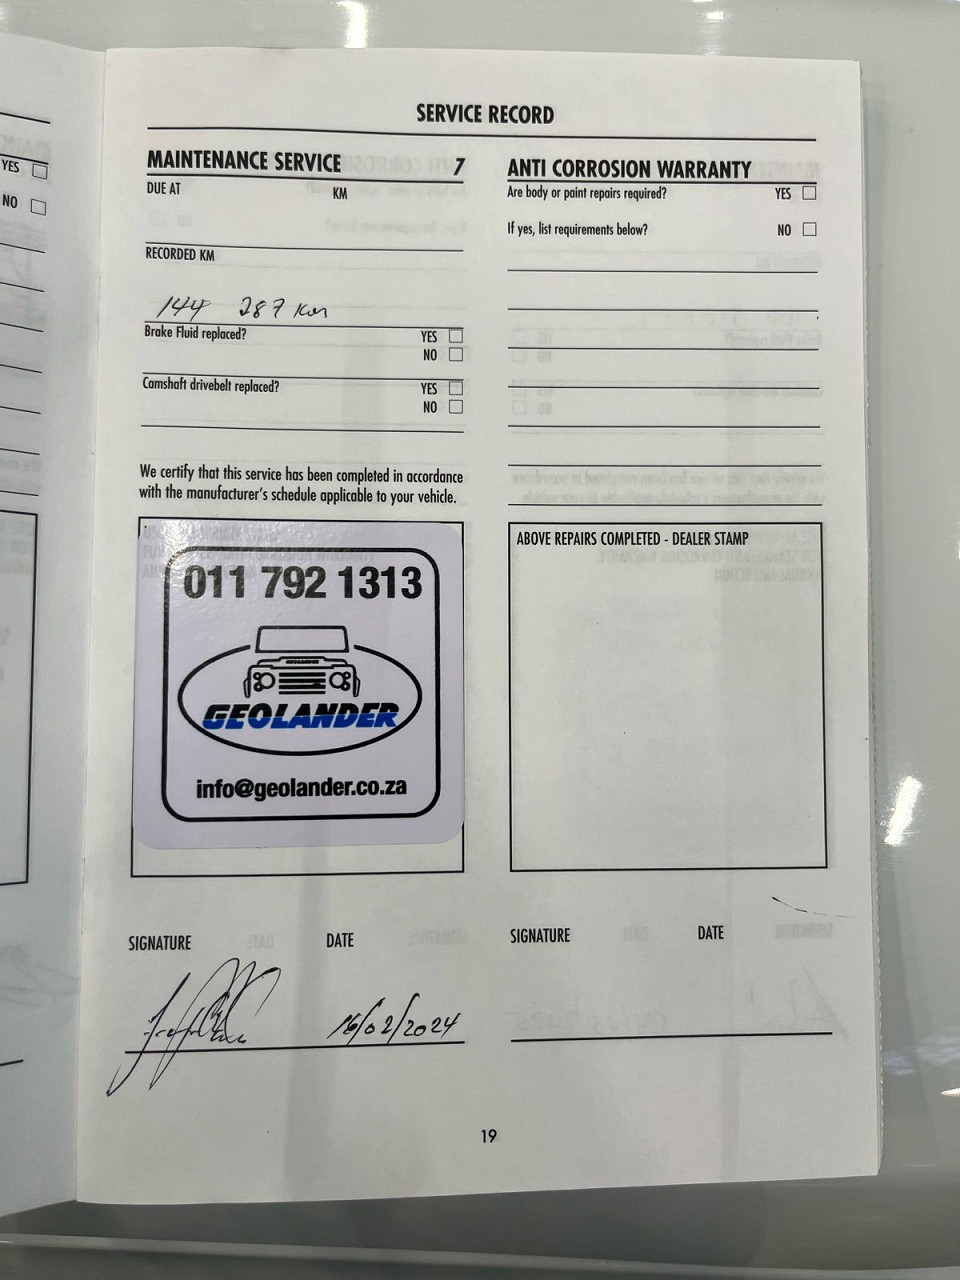 YES
NO
SERVICE RECORD
MAINTENANCE SERVICE 7
DUE AT KM
RECORDED KM
144 287 Km
Brake Fluid replaced? YES
NO
Camshaft drivebelt replaced? YES
NO
We certify that this service has been completed in accordance
with the manufacturer's schedule applicable to your vehicle.
011 792 1313
GEOLANDER
GEOLANDER
info@geolander.co.za
SIGNATURE DATE
16/02/2024
ANTI CORROSION WARRANTY
Are body or paint repairs required? YES
If yes, list requirements below? NO
ABOVE REPAIRS COMPLETED - DEALER STAMP
SIGNATURE DATE
19